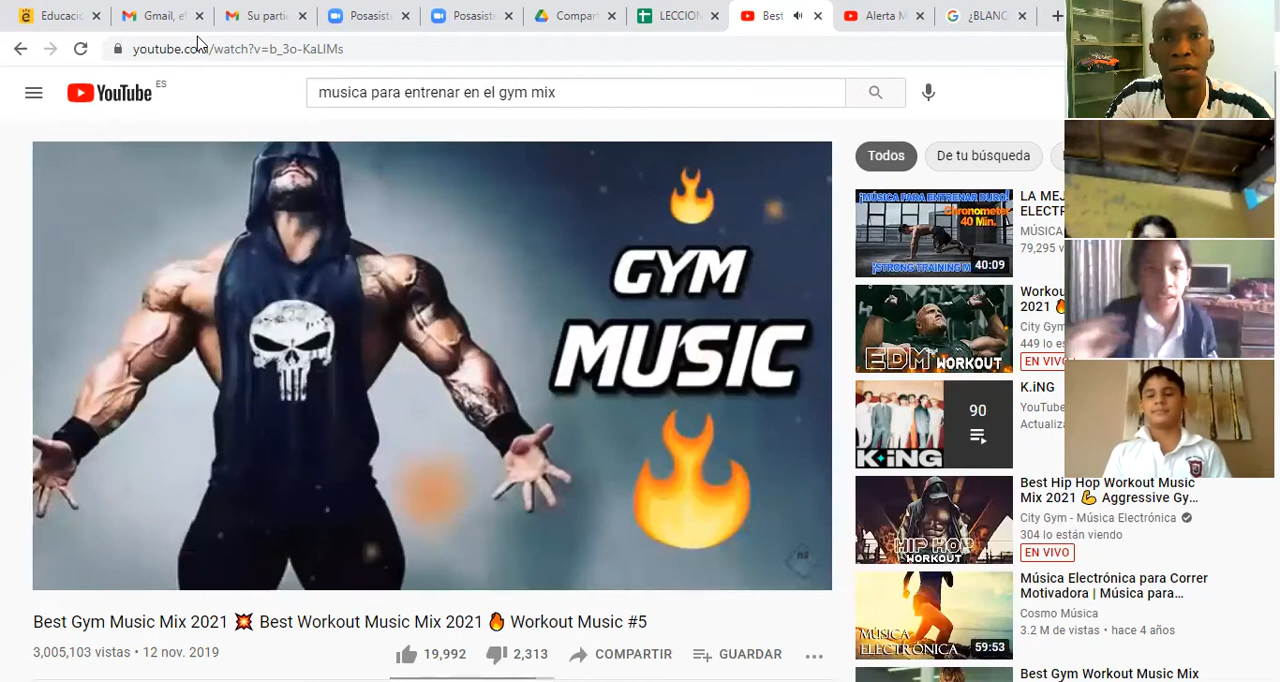 Educaci
Gmail, el
Su parti
Posasist
Posasist
Compar
LECCION
Best
Alerta M
¿BLANC
youtube.com/watch?v=b_3o-KaLIMs
YouTube ES
musica para entrenar en el gym mix
GYM
MUSIC
Best Gym Music Mix 2021 💥 Best Workout Music Mix 2021 🔥 Workout Music #5
3,005,103 vistas • 12 nov. 2019
19,992
2,313
COMPARTIR
GUARDAR
Todos
De tu búsqueda
¡MÚSICA PARA ENTRENAR DURO!
Chronometer
40 Min.
40:09
LA MEJ
ELECTR
MÚSICA
79,295 v
EDM WORKOUT
Workou
2021 🔥
City Gym
449 lo es
EN VIVO
90
K.iNG
K.iNG
YouTube
Actualiza
HIP HOP
WORKOUT
Best Hip Hop Workout Music
Mix 2021 💪 Aggressive Gy...
City Gym - Música Electrónica
304 lo están viendo
EN VIVO
MÚSICA
ELECTRÓNICA
59:53
Música Electrónica para Correr
Motivadora | Música para...
Cosmo Música
3.2 M de vistas • hace 4 años
Best Gym Workout Music Mix